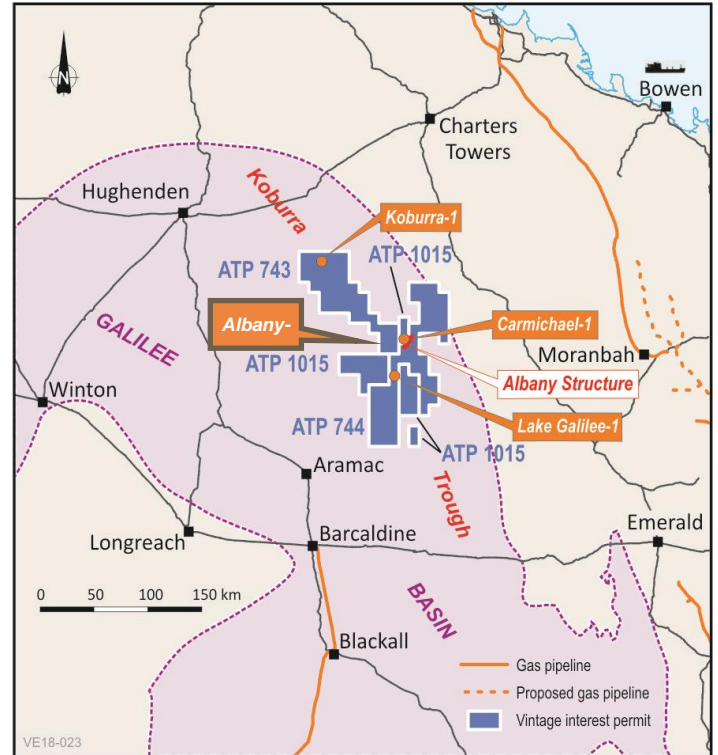 N
Bowen
Charters
Towers
Hughenden
Koburra
Koburra-1
ATP 1015
ATP 743
Albany-
Carmichael-1
GALILEE
Moranbah
ATP 1015
Albany Structure
Winton
Lake Galilee-1
ATP 744
ATP 1015
Aramac
Trough
Emerald
Longreach
Barcaldine
0 50 100 150 km
BASIN
Blackall
Gas pipeline
Proposed gas pipeline
Vintage interest permit
VE18-023